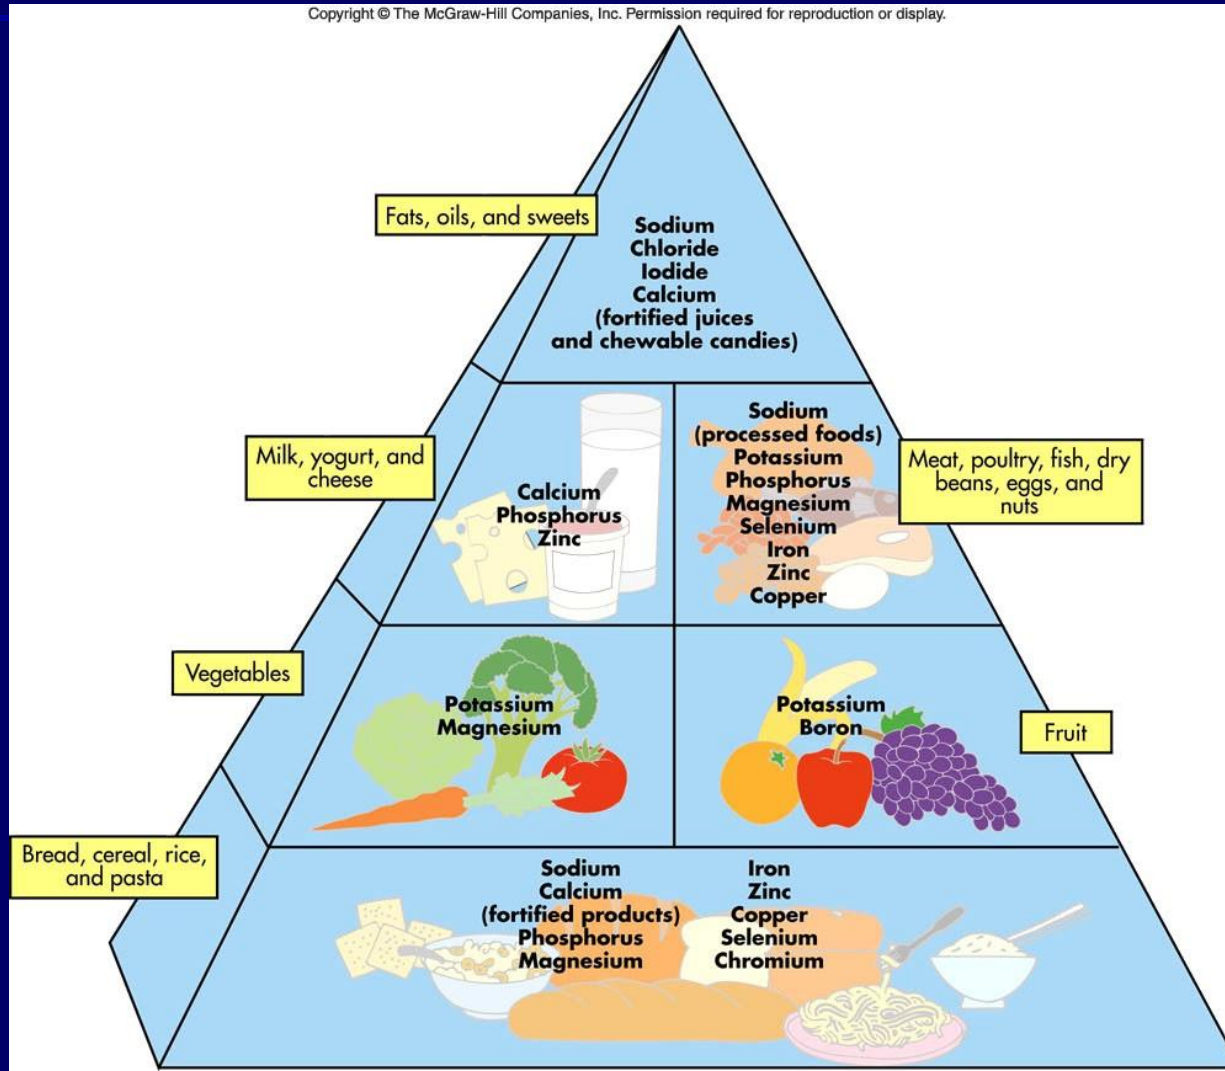 Copyright © The McGraw-Hill Companies, Inc. Permission required for reproduction or display.
Fats, oils, and sweets
Sodium
Chloride
Iodide
Calcium
(fortified juices
and chewable candies)
Milk, yogurt, and
cheese
Calcium
Phosphorus
Zinc
Sodium
(processed foods)
Potassium
Phosphorus
Magnesium
Selenium
Iron
Zinc
Copper
Meat, poultry, fish, dry
beans, eggs, and
nuts
Vegetables
Potassium
Magnesium
Potassium
Boron
Fruit
Bread, cereal, rice,
and pasta
Sodium
Calcium
(fortified products)
Phosphorus
Magnesium
Iron
Zinc
Copper
Selenium
Chromium